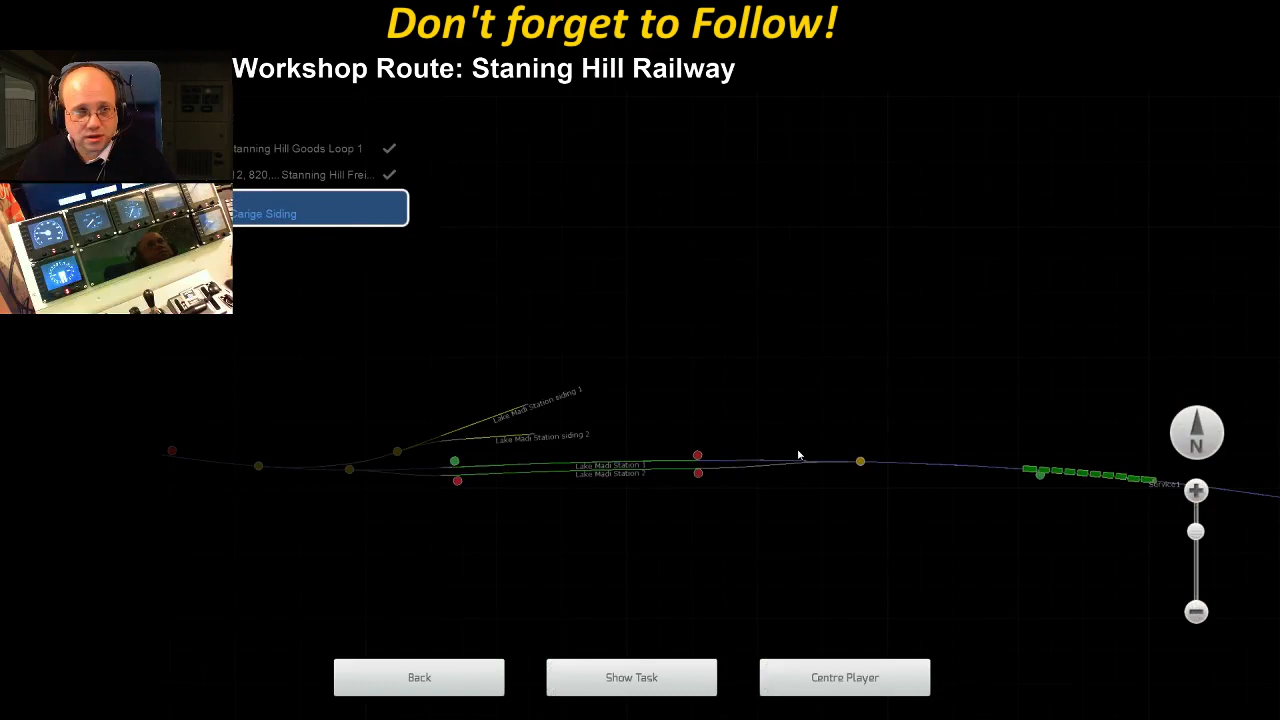 Don't forget to Follow!
Workshop Route: Staning Hill Railway
tanning Hill Goods Loop 1
12, 820,... Stanning Hill Frei...
Carige Siding
Lake Madi Station siding 1
Lake Madi Station siding 2
Lake Madi Station 1
Lake Madi Station 2
Service1
N
Back
Show Task
Centre Player